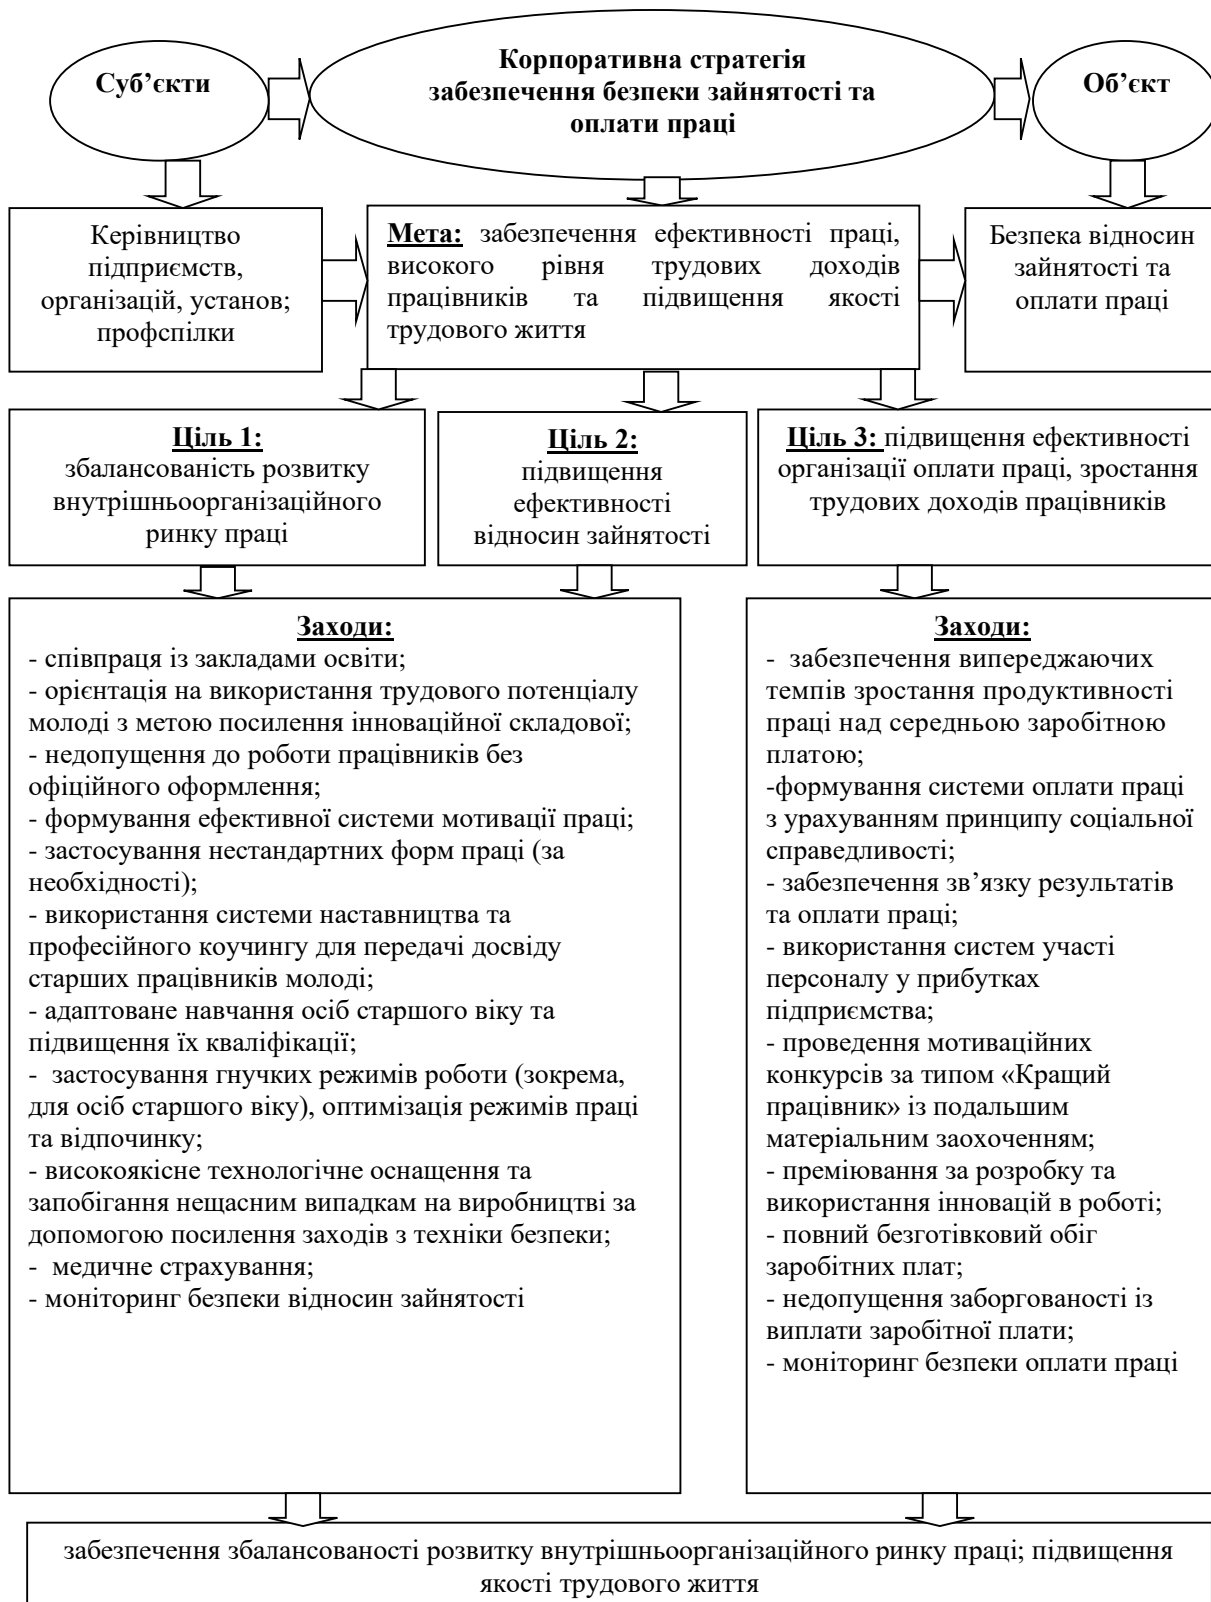 Суб’єкти
Корпоративна стратегія
забезпечення безпеки зайнятості та
оплати праці
Об’єкт
Керівництво
підприємств,
організацій, установ;
профспілки
Мета: забезпечення ефективності праці,
високого рівня трудових доходів
працівників та підвищення якості
трудового життя
Безпека відносин
зайнятості та
оплати праці
Ціль 1:
збалансованість розвитку
внутрішньоорганізаційного
ринку праці
Ціль 2:
підвищення
ефективності
відносин зайнятості
Ціль 3: підвищення ефективності
організації оплати праці, зростання
трудових доходів працівників
Заходи:
- співпраця із закладами освіти;
- орієнтація на використання трудового потенціалу
молоді з метою посилення інноваційної складової;
- недопущення до роботи працівників без
офіційного оформлення;
- формування ефективної системи мотивації праці;
- застосування нестандартних форм праці (за
необхідності);
- використання системи наставництва та
професійного коучингу для передачі досвіду
старших працівників молоді;
- адаптоване навчання осіб старшого віку та
підвищення їх кваліфікації;
- застосування гнучких режимів роботи (зокрема,
для осіб старшого віку), оптимізація режимів праці
та відпочинку;
- високоякісне технологічне оснащення та
запобігання нещасним випадкам на виробництві за
допомогою посилення заходів з техніки безпеки;
- медичне страхування;
- моніторинг безпеки відносин зайнятості
Заходи:
- забезпечення випереджаючих
темпів зростання продуктивності
праці над середньою заробітною
платою;
-формування системи оплати праці
з урахуванням принципу соціальної
справедливості;
- забезпечення зв’язку результатів
та оплати праці;
- використання систем участі
персоналу у прибутках
підприємства;
- проведення мотиваційних
конкурсів за типом «Кращий
працівник» із подальшим
матеріальним заохоченням;
- преміювання за розробку та
використання інновацій в роботі;
- повний безготівковий обіг
заробітних плат;
- недопущення заборгованості із
виплати заробітної плати;
- моніторинг безпеки оплати праці
забезпечення збалансованості розвитку внутрішньоорганізаційного ринку праці; підвищення
якості трудового життя